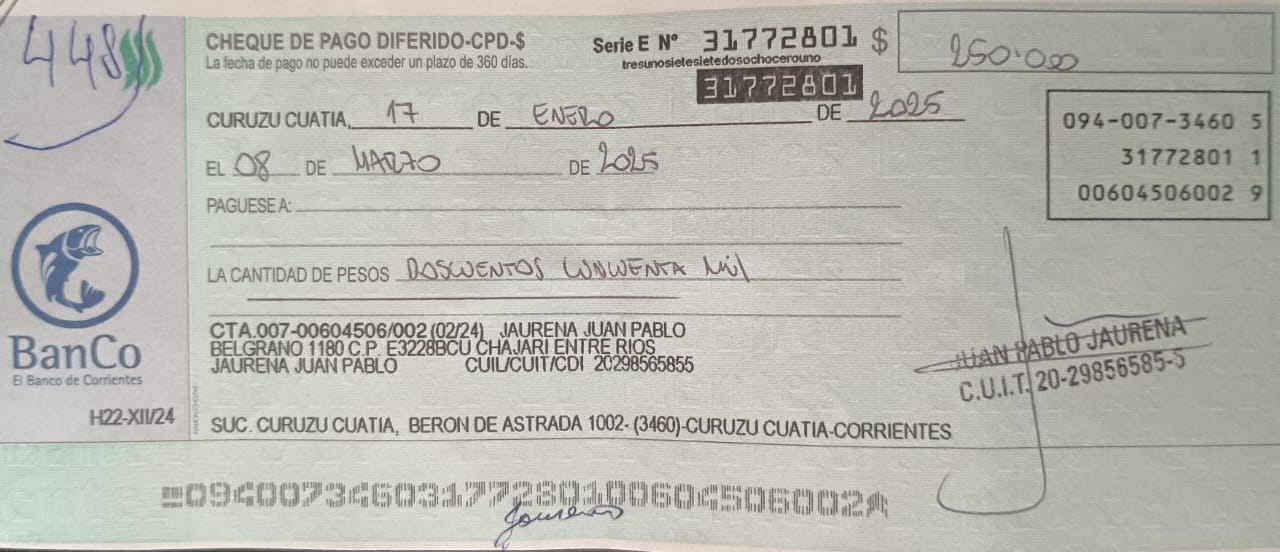 448
CHEQUE DE PAGO DIFERIDO-CPD-$
La fecha de pago no puede exceder un plazo de 360 días.
Serie E Nº 31772801 $ 250.000
tresunosietesietedosochocerouno
31772801
CURUZU CUATIA, 17 DE ENERO DE 2025
EL 08 DE MARZO DE 2025
094-007-3460 5
31772801 1
00604506002 9
PAGUESE A:
LA CANTIDAD DE PESOS DOSCIENTOS CINCUENTA MIL
BanCo
El Banco de Corrientes
H22-XII/24
CTA.007-00604506/002 (02/24) JAURENA JUAN PABLO
BELGRANO 1180 C.P. E3228BCU CHAJARI ENTRE RIOS
JAURENA JUAN PABLO CUIL/CUIT/CDI 20298565855
JUAN PABLO JAURENA
C.U.I.T. 20-29856585-5
SUC. CURUZU CUATIA, BERON DE ASTRADA 1002- (3460)-CURUZU CUATIA-CORRIENTES
09400734603177280100604506002
Jaurena